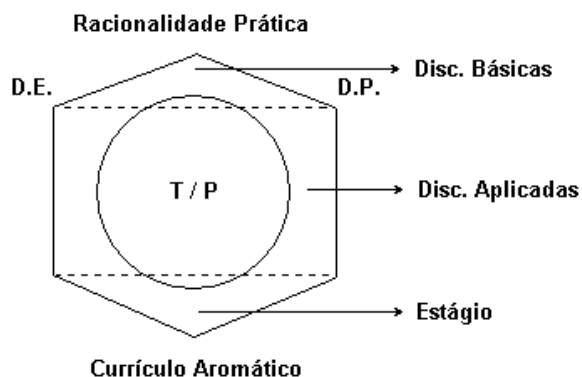 Racionalidade Prática
Disc. Básicas
D.E.
D.P.
T / P
Disc. Aplicadas
Estágio
Currículo Aromático